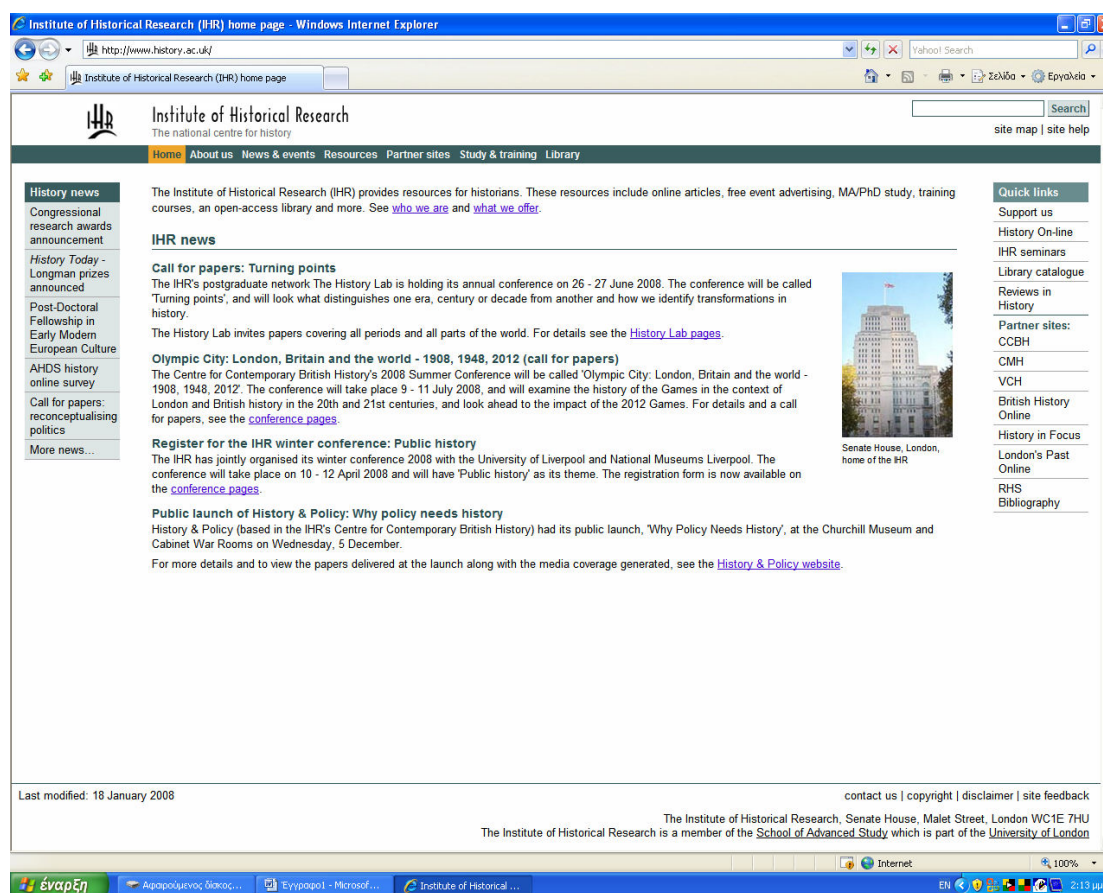 Institute of Historical Research (IHR) home page - Windows Internet Explorer
http://www.history.ac.uk/
Yahoo! Search
Institute of Historical Research (IHR) home page
Σελίδα
Εργαλεία
IHR
Institute of Historical Research
The national centre for history
Search
site map | site help
Home About us News & events Resources Partner sites Study & training Library
History news
Congressional
research awards
announcement
History Today -
Longman prizes
announced
Post-Doctoral
Fellowship in
Early Modern
European Culture
AHDS history
online survey
Call for papers:
reconceptualising
politics
More news...
The Institute of Historical Research (IHR) provides resources for historians. These resources include online articles, free event advertising, MA/PhD study, training
courses, an open-access library and more. See who we are and what we offer.
IHR news
Call for papers: Turning points
The IHR's postgraduate network The History Lab is holding its annual conference on 26 - 27 June 2008. The conference will be called
'Turning points', and will look what distinguishes one era, century or decade from another and how we identify transformations in
history.
The History Lab invites papers covering all periods and all parts of the world. For details see the History Lab pages.
Olympic City: London, Britain and the world - 1908, 1948, 2012 (call for papers)
The Centre for Contemporary British History's 2008 Summer Conference will be called 'Olympic City: London, Britain and the world -
1908, 1948, 2012'. The conference will take place 9 - 11 July 2008, and will examine the history of the Games in the context of
London and British history in the 20th and 21st centuries, and look ahead to the impact of the 2012 Games. For details and a call
for papers, see the conference pages.
Register for the IHR winter conference: Public history
The IHR has jointly organised its winter conference 2008 with the University of Liverpool and National Museums Liverpool. The
conference will take place on 10 - 12 April 2008 and will have 'Public history' as its theme. The registration form is now available on
the conference pages.
Public launch of History & Policy: Why policy needs history
History & Policy (based in the IHR's Centre for Contemporary British History) had its public launch, 'Why Policy Needs History', at the Churchill Museum and
Cabinet War Rooms on Wednesday, 5 December.
For more details and to view the papers delivered at the launch along with the media coverage generated, see the History & Policy website.
Senate House, London,
home of the IHR
Quick links
Support us
History On-line
IHR seminars
Library catalogue
Reviews in
History
Partner sites:
CCBH
CMH
VCH
British History
Online
History in Focus
London's Past
Online
RHS
Bibliography
Last modified: 18 January 2008
contact us | copyright | disclaimer | site feedback
The Institute of Historical Research, Senate House, Malet Street, London WC1E 7HU
The Institute of Historical Research is a member of the School of Advanced Study which is part of the University of London
Internet
100%
έναρξη
Αφαιρούμενος δίσκος...
Έγγραφο1 - Microsof...
Institute of Historical ...
EN
2:13 μμ